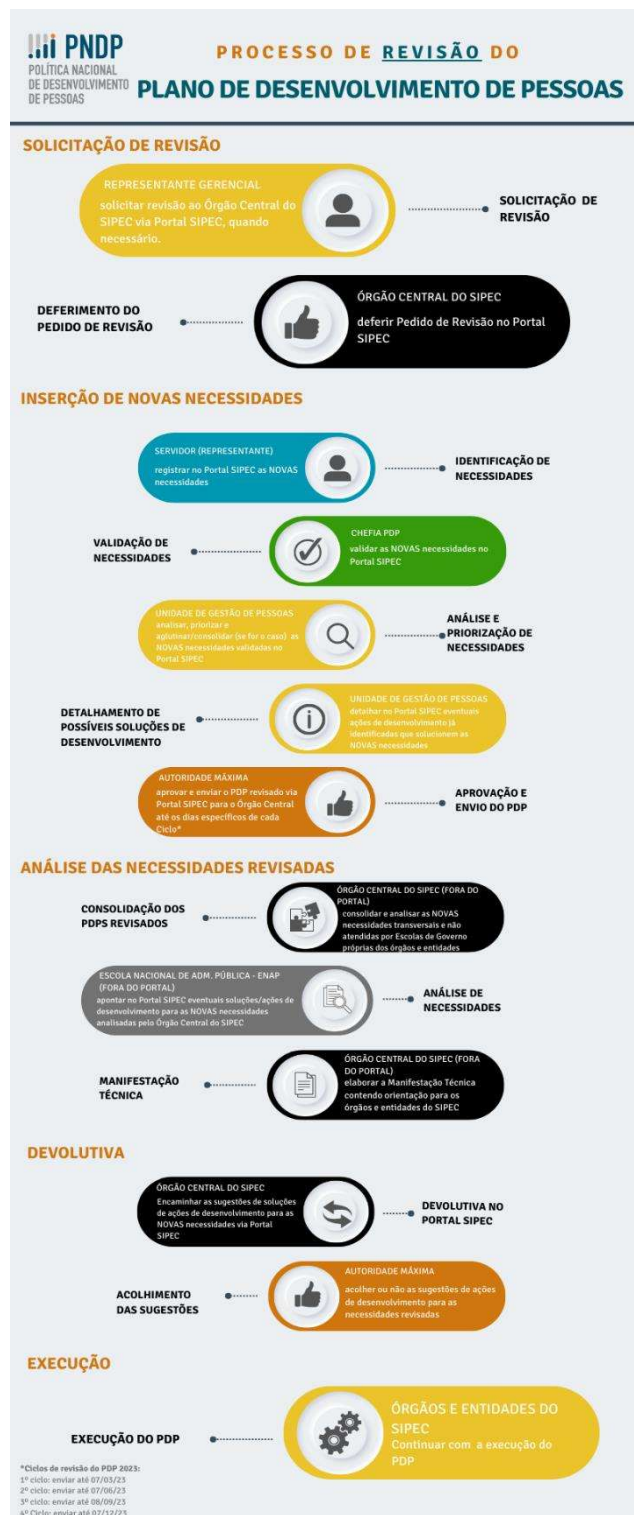 PNDP
POLÍTICA NACIONAL
DE DESENVOLVIMENTO
DE PESSOAS
PROCESSO DE REVISÃO DO
PLANO DE DESENVOLVIMENTO DE PESSOAS
SOLICITAÇÃO DE REVISÃO
REPRESENTANTE GERENCIAL
solicitar revisão ao Órgão Central do
SIPEC via Portal SIPEC, quando
necessário.
SOLICITAÇÃO DE
REVISÃO
DEFERIMENTO DO
PEDIDO DE REVISÃO
ÓRGÃO CENTRAL DO SIPEC
deferir Pedido de Revisão no Portal
SIPEC
INSERÇÃO DE NOVAS NECESSIDADES
SERVIDOR (REPRESENTANTE)
registrar no Portal SIPEC as NOVAS
necessidades
IDENTIFICAÇÃO DE
NECESSIDADES
VALIDAÇÃO DE
NECESSIDADES
CHEFIA PDP
validar as NOVAS necessidades no
Portal SIPEC
UNIDADE DE GESTÃO DE PESSOAS
analisar, priorizar e
aglutinar/consolidar (se for o caso) as
NOVAS necessidades validadas no
Portal SIPEC
ANÁLISE E
PRIORIZAÇÃO DE
NECESSIDADES
DETALHAMENTO DE
POSSÍVEIS SOLUÇÕES DE
DESENVOLVIMENTO
UNIDADE DE GESTÃO DE PESSOAS
detalhar no Portal SIPEC eventuais
ações de desenvolvimento já
identificadas que solucionem as
NOVAS necessidades
AUTORIDADE MÁXIMA
aprovar e enviar o PDP revisado via
Portal SIPEC para o Órgão Central
até os dias específicos de cada
Ciclo*
APROVAÇÃO E
ENVIO DO PDP
ANÁLISE DAS NECESSIDADES REVISADAS
CONSOLIDAÇÃO DOS
PDPS REVISADOS
ÓRGÃO CENTRAL DO SIPEC (FORA DO
PORTAL)
consolidar e analisar as NOVAS
necessidades transversais e não
atendidas por Escolas de Governo
próprias dos órgãos e entidades
ESCOLA NACIONAL DE ADM. PÚBLICA - ENAP
(FORA DO PORTAL)
apontar no Portal SIPEC eventuais soluções/ações de
desenvolvimento para as NOVAS necessidades
analisadas pelo Órgão Central do SIPEC
ANÁLISE DE
NECESSIDADES
MANIFESTAÇÃO
TÉCNICA
ÓRGÃO CENTRAL DO SIPEC (FORA
DO PORTAL)
elaborar a Manifestação Técnica
contendo orientação para os
órgãos e entidades do SIPEC
DEVOLUTIVA
ÓRGÃO CENTRAL DO SIPEC
Encaminhar as sugestões de soluções
de ações de desenvolvimento para as
NOVAS necessidades via Portal
SIPEC
DEVOLUTIVA NO
PORTAL SIPEC
ACOLHIMENTO
DAS SUGESTÕES
AUTORIDADE MÁXIMA
acolher ou não as sugestões de ações
de desenvolvimento para as
necessidades revisadas
EXECUÇÃO
EXECUÇÃO DO PDP
ÓRGÃOS E ENTIDADES DO
SIPEC
Continuar com a execução do
PDP
*Ciclos de revisão do PDP 2023:
1º ciclo: enviar até 07/03/23
2º ciclo: enviar até 07/06/23
3º ciclo: enviar até 08/09/23
4º Ciclo: enviar até 07/12/23